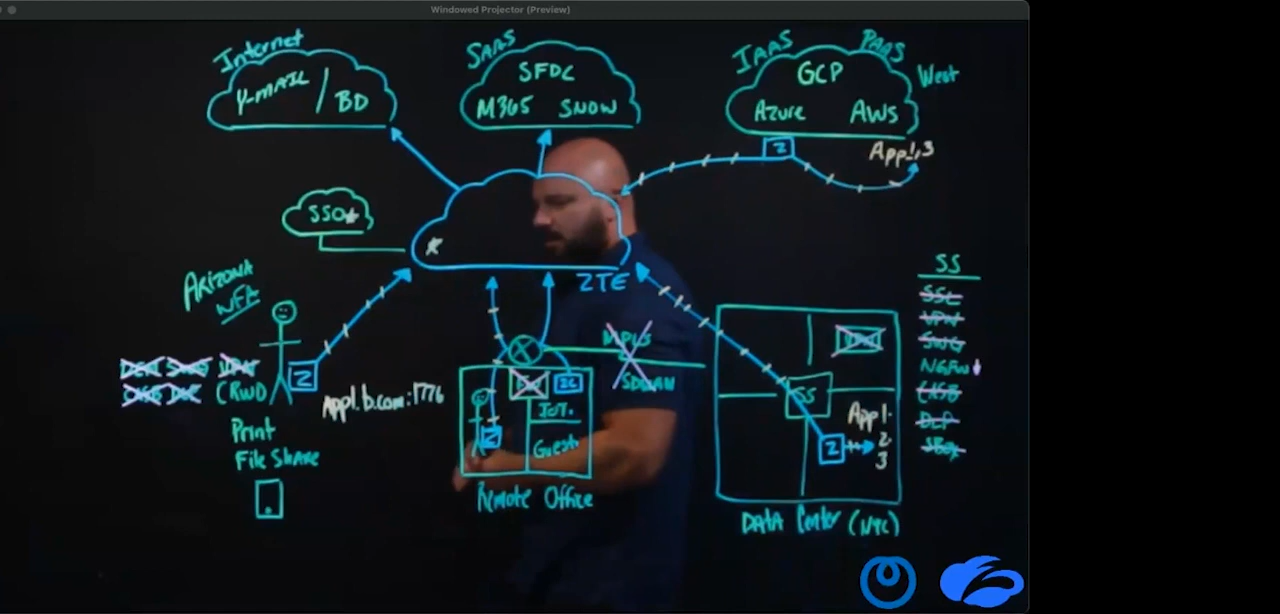 Windowed Projector (Preview)
Internet
Y-MAIL / BD
SAAS
SFDC
M365 SNOW
IAAS PAAS
West
GCP
Azure AWS
App1,3
SSO
ZTE
ARIZONA
WFA
Z
CRWD
App1.b.com:1776
Print
File Share
MPLS
SDWAN
IoT.
Guest
Z
Remote Office
SS
App1.
2.
3
Z
Data Center (NYC)
Z
SS
SSL
VPN
SWG
NGFW
CASB
DLP
SBox